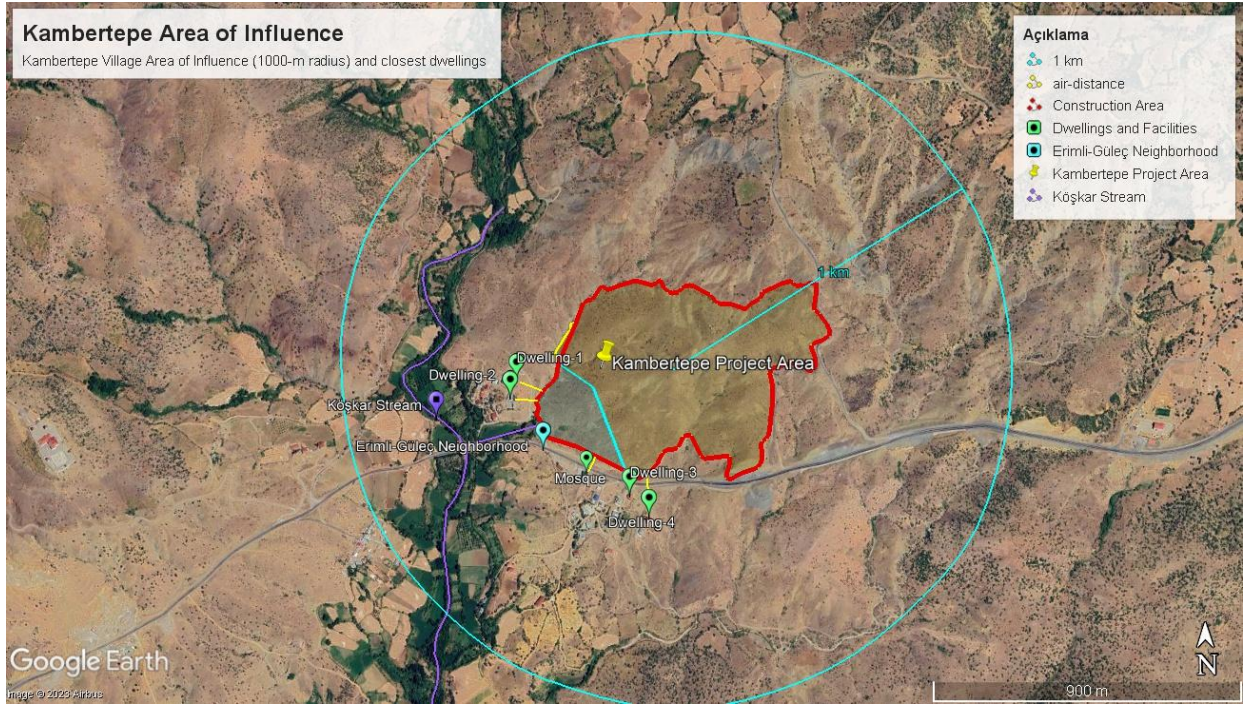 Kambertepe Area of Influence
Kambertepe Village Area of Influence (1000-m radius) and closest dwellings
Açıklama
1 km
air-distance
Construction Area
Dwellings and Facilities
Erimli-Güleç Neighborhood
Kambertepe Project Area
Köşkar Stream
1 km
Dwelling-1
Kambertepe Project Area
Dwelling-2
Köşkar Stream
Erimli-Güleç Neighborhood
Mosque
Dwelling-3
Dwelling-4
Google Earth
Image © 2023 Airbus
N
900 m